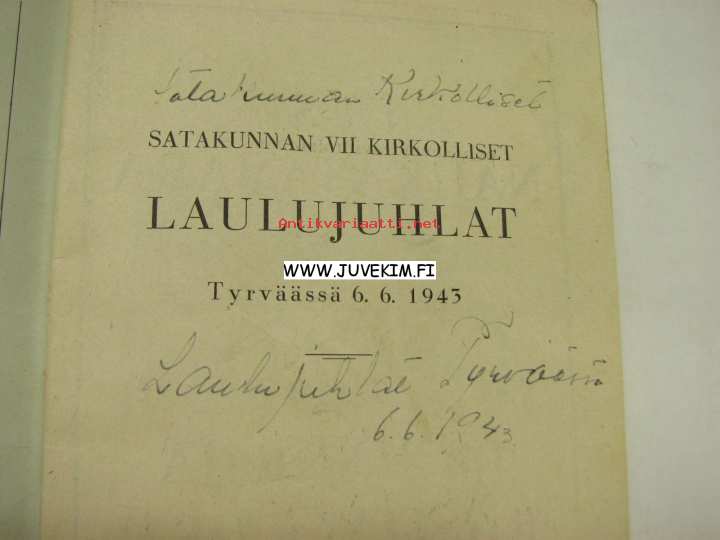 Satakunnan Kirkolliset
SATAKUNNAN VII KIRKOLLISET
LAULUJUHLAT
Antikvariaatti.net
WWW.JUVEKIM.FI
Tyrväässä 6. 6. 1943
Laulujuhlat Tyrväässä
6.6.1943